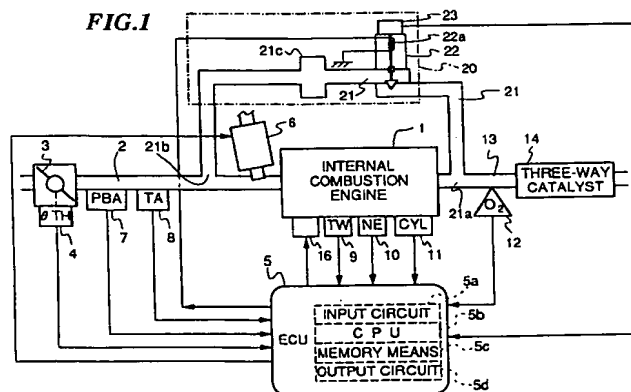 FIG.1
23
22a
22
20
21c
21
21
6
1
3
2
21b
13
14
INTERNAL
COMBUSTION
ENGINE
THREE-WAY
CATALYST
21a
θTH
PBA
TA
O2
4
7
8
12
TW
NE
CYL
16
9
10
11
5
5a
INPUT CIRCUIT
5b
ECU
C P U
5c
MEMORY MEANS
OUTPUT CIRCUIT
5d